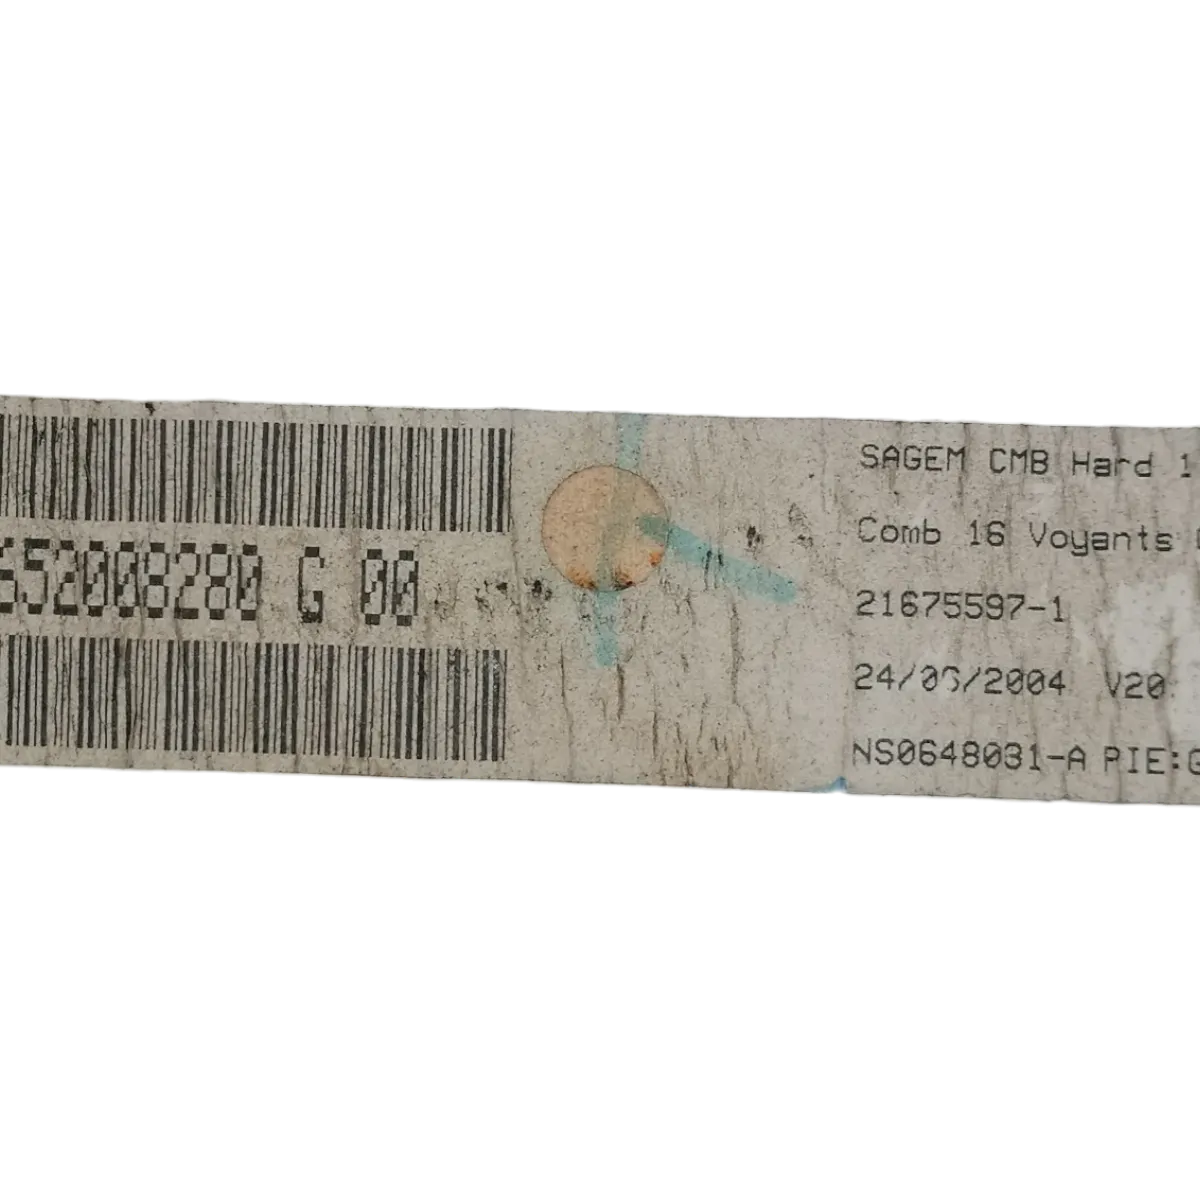 652008280 G 00
SAGEM CMB Hard 1
Comb 16 Voyants
21675597-1
24/06/2004 V20
NS0648031-A PIE:G